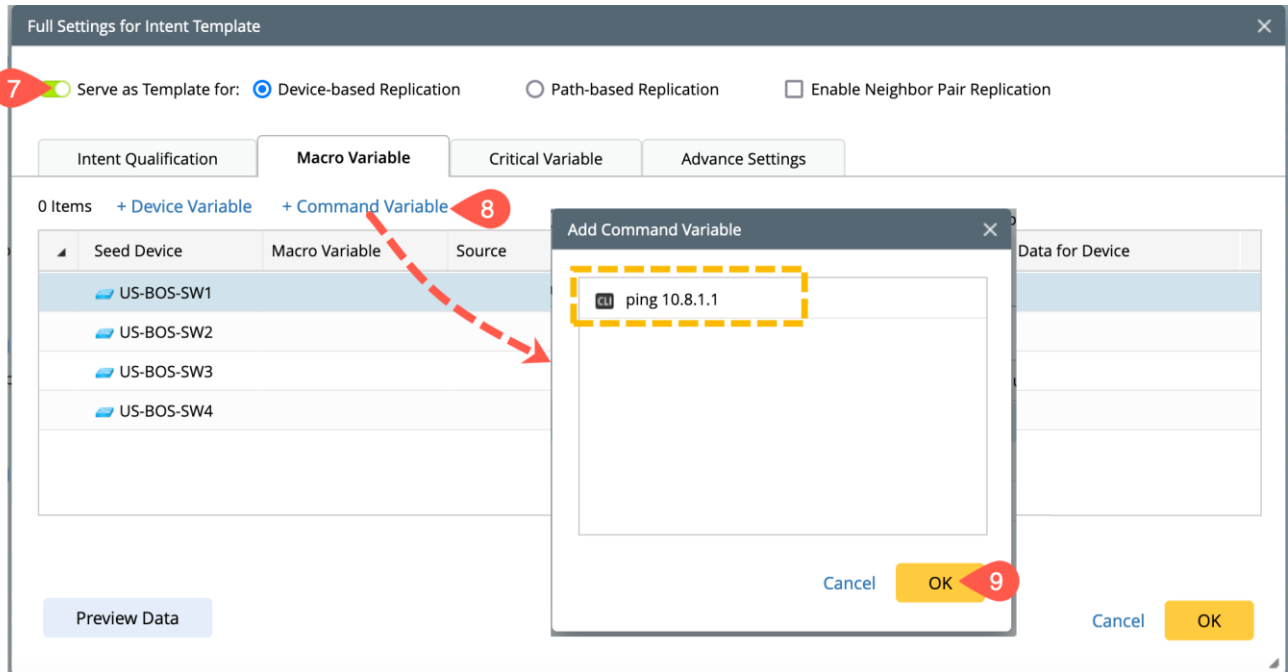 Full Settings for Intent Template
7
Serve as Template for: Device-based Replication Path-based Replication Enable Neighbor Pair Replication
Intent Qualification Macro Variable Critical Variable Advance Settings
0 Items + Device Variable + Command Variable 8
Seed Device Macro Variable Source Data for Device
US-BOS-SW1
US-BOS-SW2
US-BOS-SW3
US-BOS-SW4
Add Command Variable
CLI ping 10.8.1.1
Cancel OK 9
Preview Data
Cancel OK